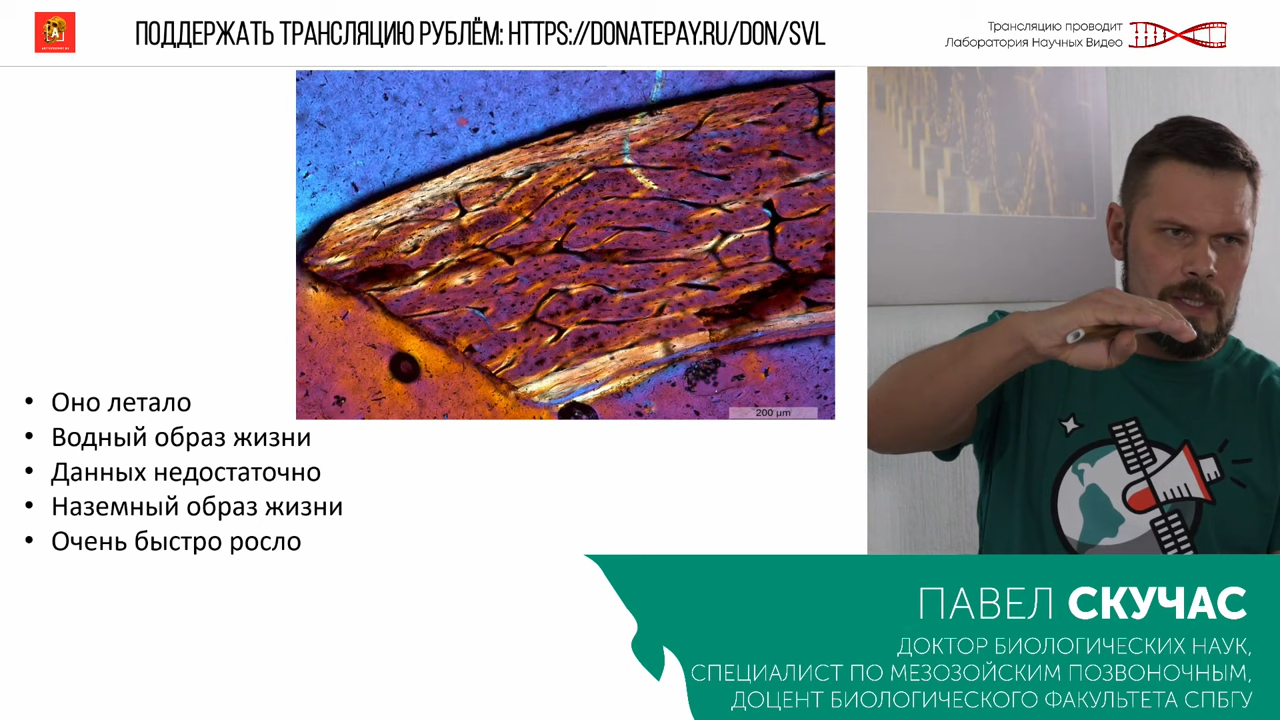 ПОДДЕРЖАТЬ ТРАНСЛЯЦИЮ РУБЛЁМ: HTTPS://DONATEPAY.RU/DON/SVL
Трансляцию проводит
Лаборатория Научных Видео
200 µm
• Оно летало
• Водный образ жизни
• Данных недостаточно
• Наземный образ жизни
• Очень быстро росло
ПАВЕЛ СКУЧАС
ДОКТОР БИОЛОГИЧЕСКИХ НАУК,
СПЕЦИАЛИСТ ПО МЕЗОЗОЙСКИМ ПОЗВОНОЧНЫМ,
ДОЦЕНТ БИОЛОГИЧЕСКОГО ФАКУЛЬТЕТА СПБГУ